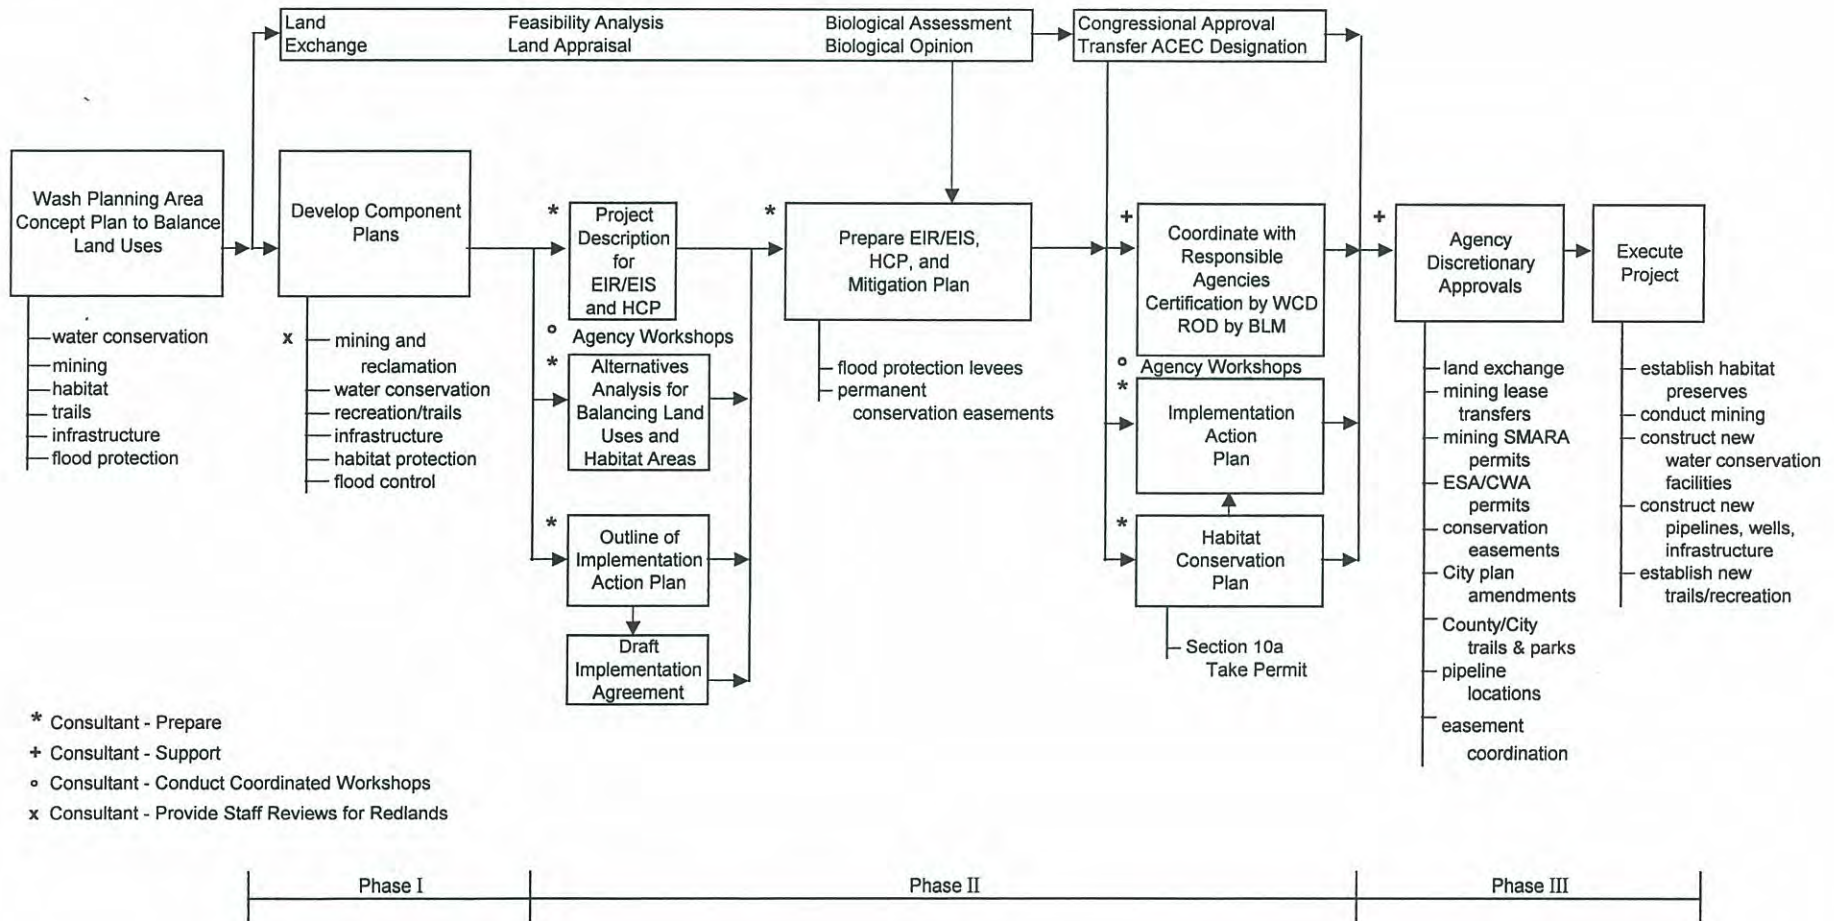 Land Feasibility Analysis Biological Assessment
Exchange Land Appraisal Biological Opinion
Congressional Approval
Transfer ACEC Designation
Wash Planning Area
Concept Plan to Balance
Land Uses
water conservation
mining
habitat
trails
infrastructure
flood protection
Develop Component
Plans
x mining and
reclamation
water conservation
recreation/trails
infrastructure
habitat protection
flood control
* Project
Description
for
EIR/EIS
and HCP
° Agency Workshops
* Alternatives
Analysis for
Balancing Land
Uses and
Habitat Areas
* Outline of
Implementation
Action Plan
Draft
Implementation
Agreement
* Prepare EIR/EIS,
HCP, and
Mitigation Plan
flood protection levees
permanent
conservation easements
+ Coordinate with
Responsible
Agencies
Certification by WCD
ROD by BLM
° Agency Workshops
* Implementation
Action
Plan
* Habitat
Conservation
Plan
Section 10a
Take Permit
+ Agency
Discretionary
Approvals
land exchange
mining lease
transfers
mining SMARA
permits
ESA/CWA
permits
conservation
easements
City plan
amendments
County/City
trails & parks
pipeline
locations
easement
coordination
Execute
Project
establish habitat
preserves
conduct mining
construct new
water conservation
facilities
construct new
pipelines, wells,
infrastructure
establish new
trails/recreation
* Consultant - Prepare
+ Consultant - Support
° Consultant - Conduct Coordinated Workshops
x Consultant - Provide Staff Reviews for Redlands
Phase I Phase II Phase III